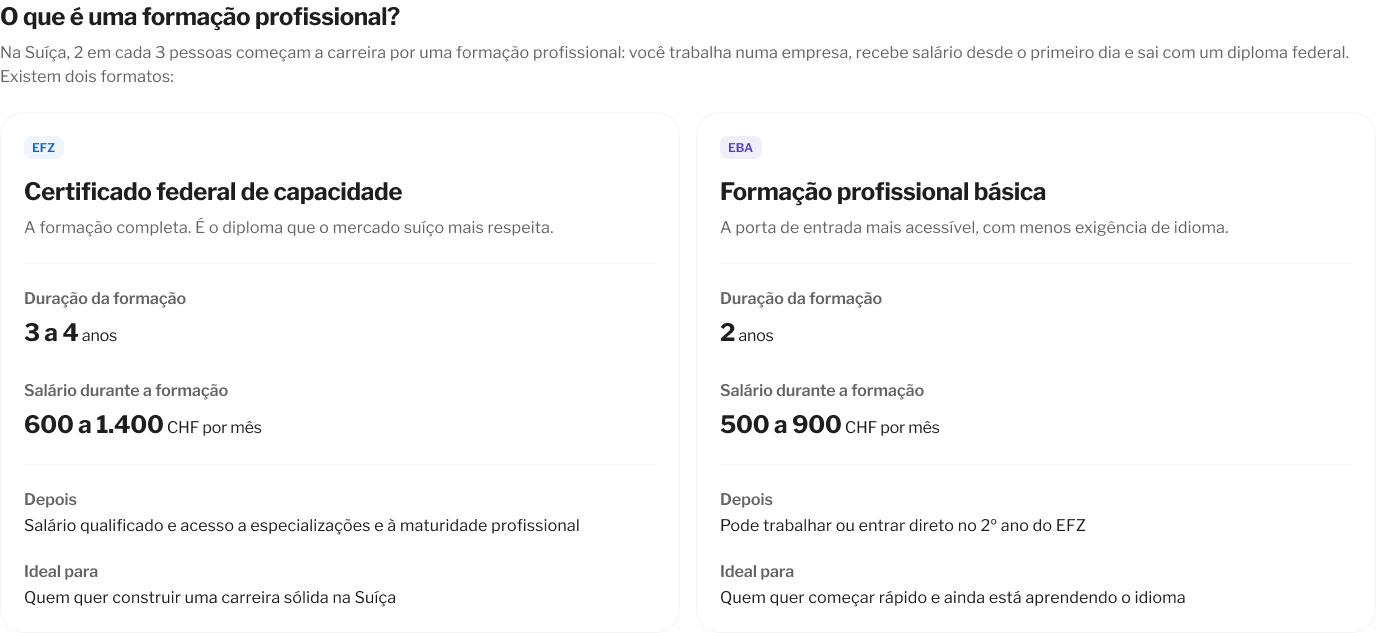 O que é uma formação profissional?
Na Suíça, 2 em cada 3 pessoas começam a carreira por uma formação profissional: você trabalha numa empresa, recebe salário desde o primeiro dia e sai com um diploma federal.
Existem dois formatos:
EFZ
Certificado federal de capacidade
A formação completa. É o diploma que o mercado suíço mais respeita.
Duração da formação
3 a 4 anos
Salário durante a formação
600 a 1.400 CHF por mês
Depois
Salário qualificado e acesso a especializações e à maturidade profissional
Ideal para
Quem quer construir uma carreira sólida na Suíça
EBA
Formação profissional básica
A porta de entrada mais acessível, com menos exigência de idioma.
Duração da formação
2 anos
Salário durante a formação
500 a 900 CHF por mês
Depois
Pode trabalhar ou entrar direto no 2º ano do EFZ
Ideal para
Quem quer começar rápido e ainda está aprendendo o idioma